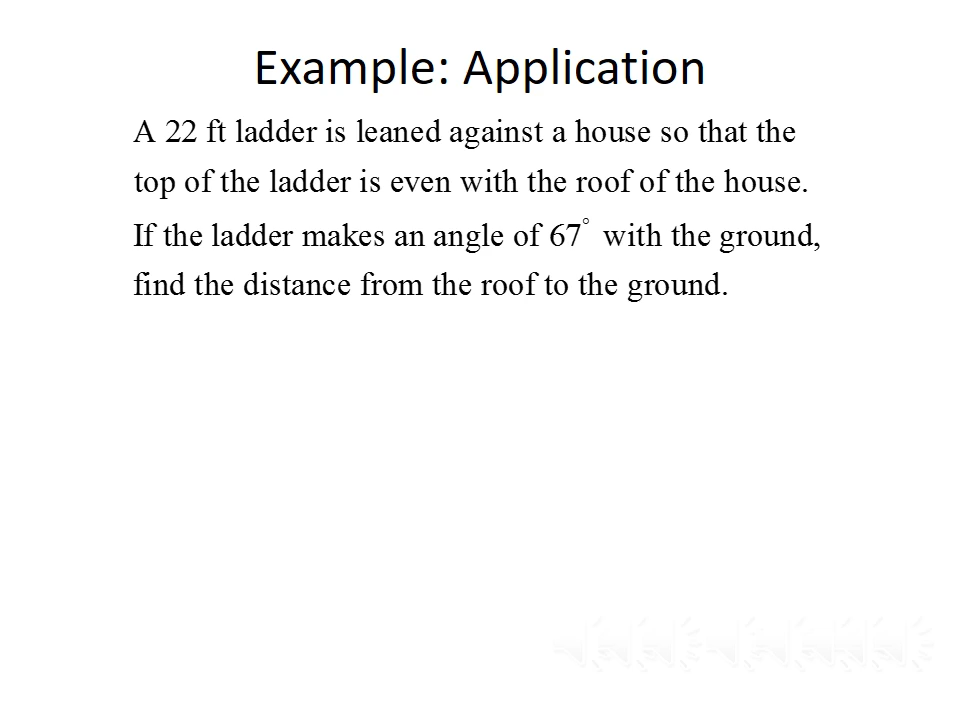 Example: Application
A 22 ft ladder is leaned against a house so that the
top of the ladder is even with the roof of the house.
If the ladder makes an angle of 67° with the ground,
find the distance from the roof to the ground.